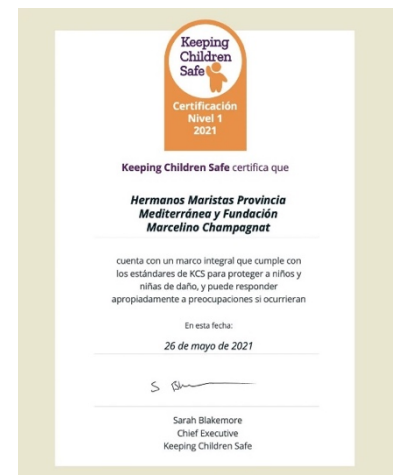 Keeping
Children
Safe
Certificación
Nivel 1
2021
Keeping Children Safe certifica que
Hermanos Maristas Provincia
Mediterránea y Fundación
Marcelino Champagnat
cuenta con un marco integral que cumple con
los estándares de KCS para proteger a niños y
niñas de daño, y puede responder
apropiadamente a preocupaciones si ocurrieran
En esta fecha:
26 de mayo de 2021
Sarah Blakemore
Chief Executive
Keeping Children Safe